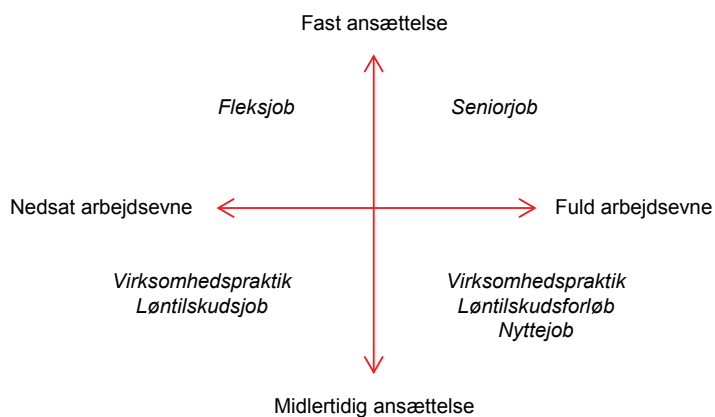 Fast ansættelse
Fleksjob
Seniorjob
Nedsat arbejdsevne
Fuld arbejdsevne
Virksomhedspraktik
Løntilskudsjob
Virksomhedspraktik
Løntilskudsforløb
Nyttejob
Midlertidig ansættelse